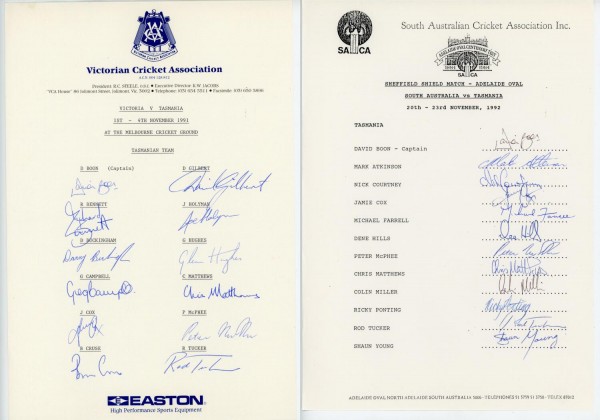 Victorian Cricket Association
VICTORIA V TASMANIA
1ST - 4TH NOVEMBER 1991
AT THE MELBOURNE CRICKET GROUND
TASMANIAN TEAM
D BOON (Captain) D GILBERT
R BENNETT J HOLYMAN
D BUCKINGHAM G HUGHES
G CAMPBELL C MATTHEWS
J COX P McPHEE
D CRUSH R TUCKER
EASTON
High Performance Sports Equipment
South Australian Cricket Association Inc.
SACA
SACA
SHEFFIELD SHIELD MATCH - ADELAIDE OVAL
SOUTH AUSTRALIA vs TASMANIA
20th - 23rd NOVEMBER, 1992
TASMANIA
DAVID BOON - Captain
MARK ATKINSON
NICK COURTNEY
JAMIE COX
MICHAEL FARRELL
DENE HILLS
PETER McPHEE
CHRIS MATTHEWS
COLIN MILLER
RICKY PONTING
ROD TUCKER
SHAUN YOUNG